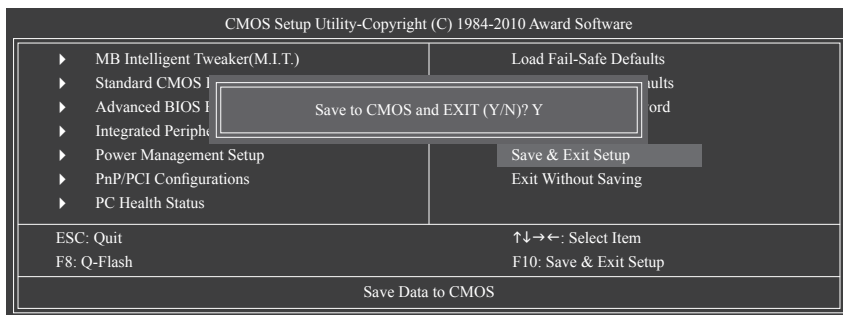 CMOS Setup Utility-Copyright (C) 1984-2010 Award Software
MB Intelligent Tweaker(M.I.T.)
Standard CMOS
Advanced BIOS
Integrated
Power Management Setup
PnP/PCI Configurations
PC Health Status
Load Fail-Safe Defaults
Save & Exit Setup
Exit Without Saving
Save to CMOS and EXIT (Y/N)? Y
ESC: Quit
F8: Q-Flash
↑↓→←: Select Item
F10: Save & Exit Setup
Save Data to CMOS